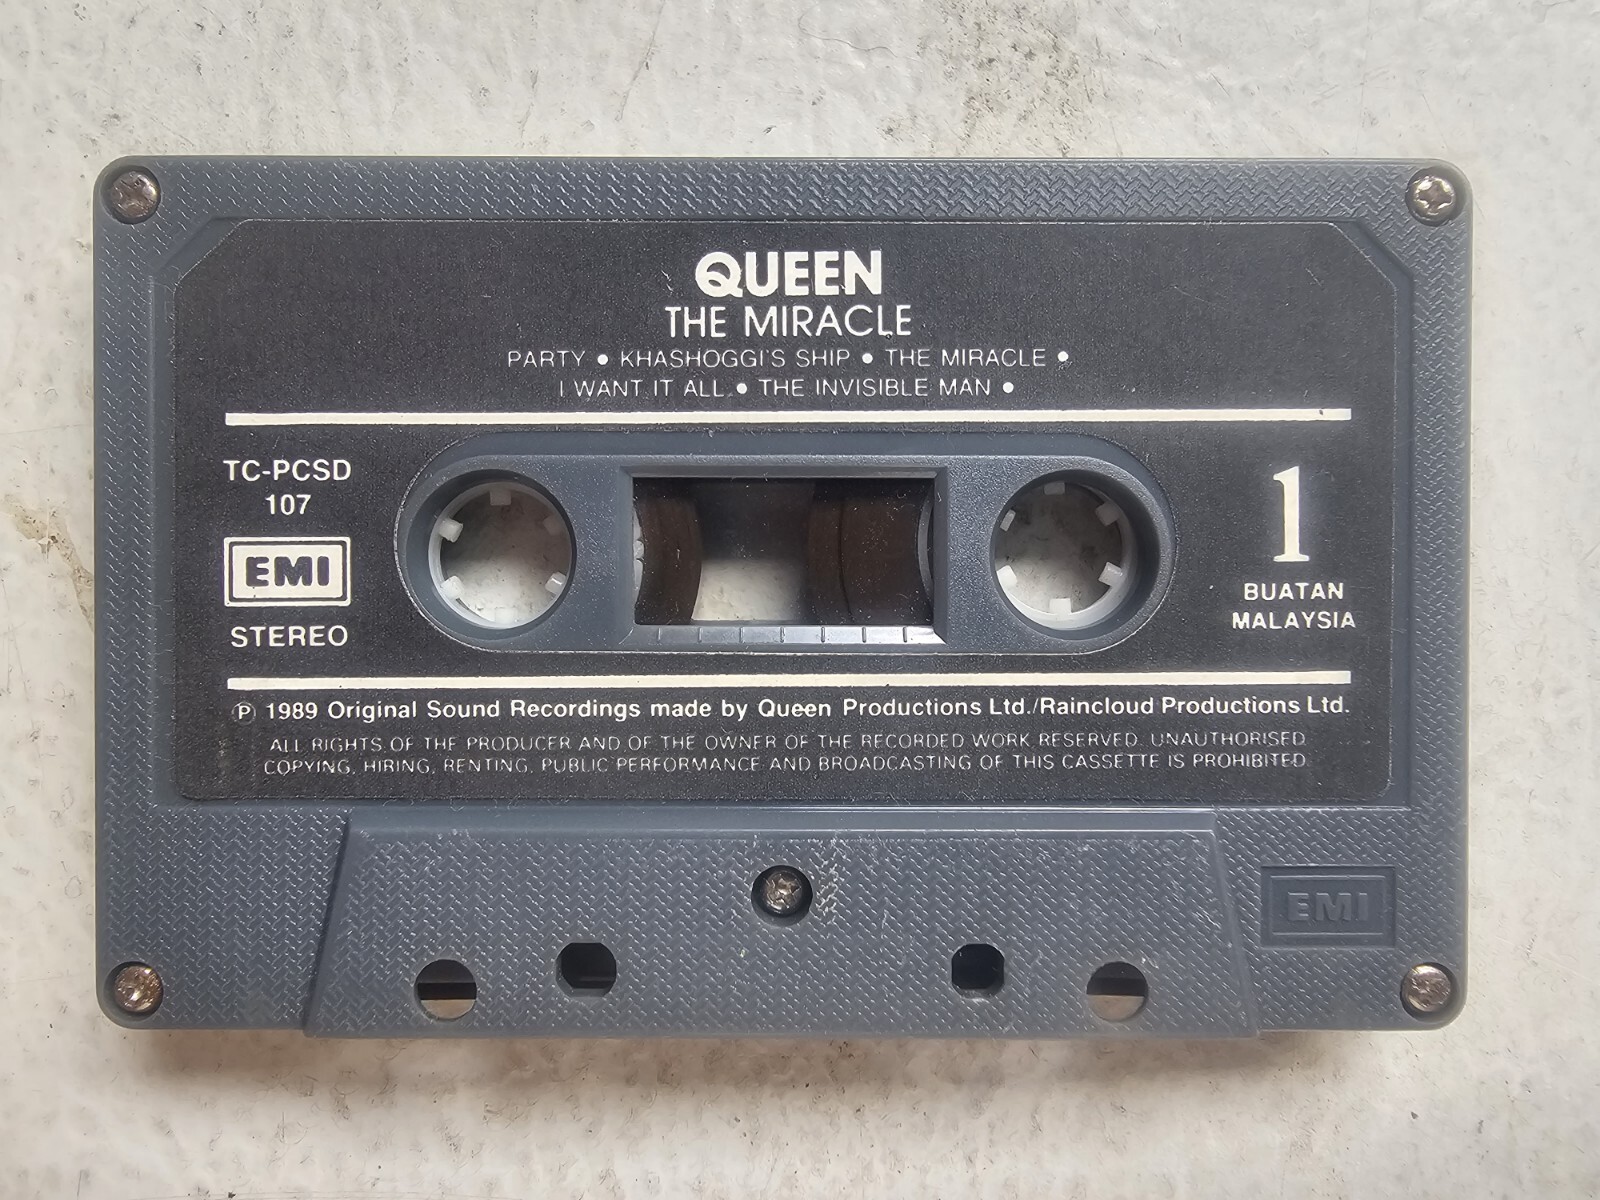 QUEEN
THE MIRACLE
PARTY • KHASHOGGI'S SHIP • THE MIRACLE •
I WANT IT ALL • THE INVISIBLE MAN •
TC-PCSD
107
EMI
STEREO
1
BUATAN
MALAYSIA
Ⓟ 1989 Original Sound Recordings made by Queen Productions Ltd./Raincloud Productions Ltd.
ALL RIGHTS OF THE PRODUCER AND OF THE OWNER OF THE RECORDED WORK RESERVED. UNAUTHORISED
COPYING, HIRING, RENTING, PUBLIC PERFORMANCE AND BROADCASTING OF THIS CASSETTE IS PROHIBITED
EMI